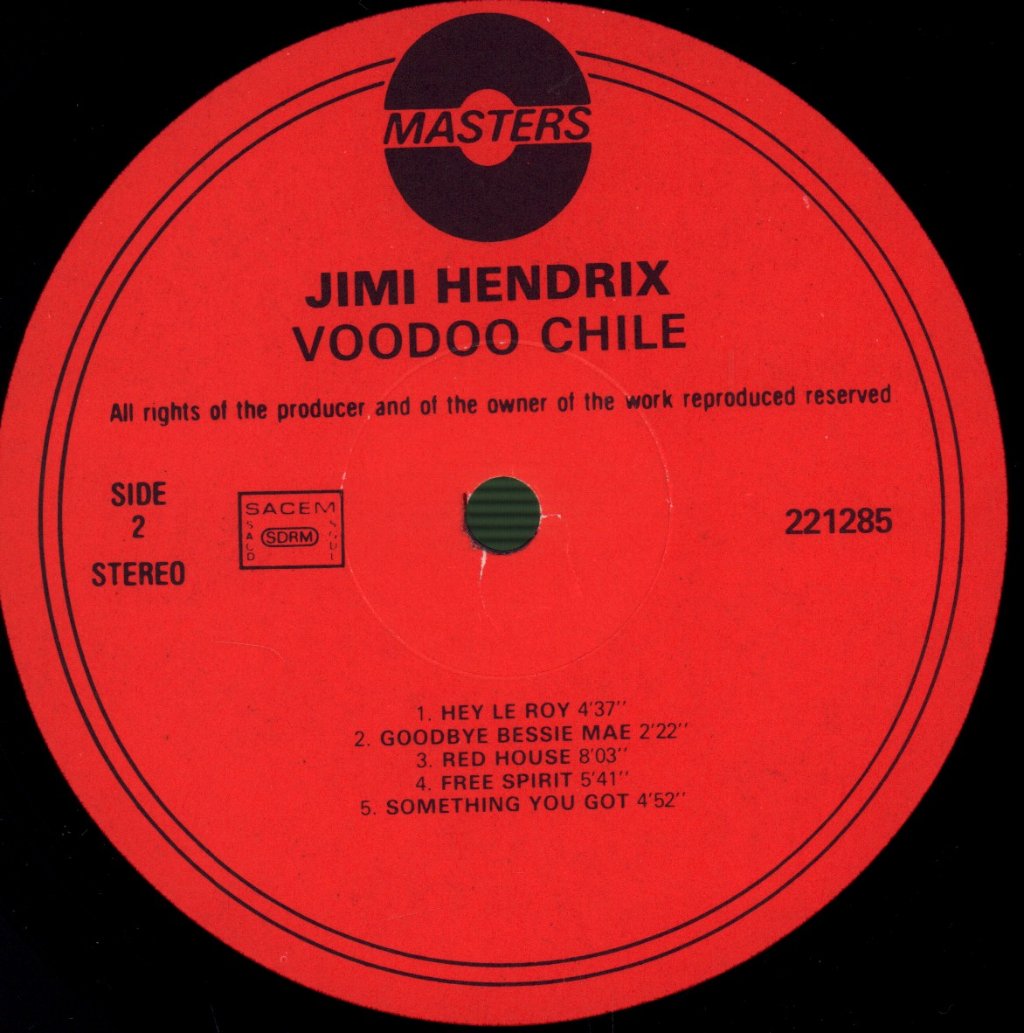 MASTERS
JIMI HENDRIX
VOODOO CHILE
All rights of the producer and of the owner of the work reproduced reserved
SIDE
2
STEREO
SACEM
SACD
SDRM
SGDL
221285
1. HEY LE ROY 4'37''
2. GOODBYE BESSIE MAE 2'22''
3. RED HOUSE 8'03''
4. FREE SPIRIT 5'41''
5. SOMETHING YOU GOT 4'52''